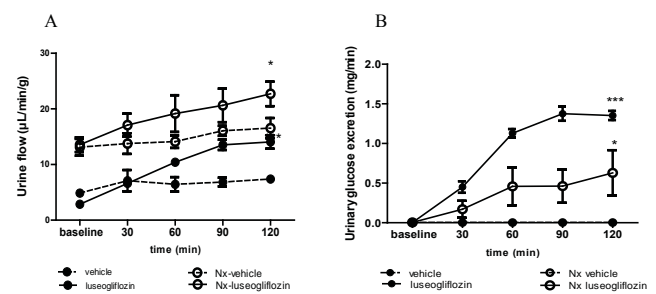 A
Urine flow (µL/min/g)
30
20
10
0
*
*
baseline 30 60 90 120
time (min)
vehicle
luseogliflozin
Nx-vehicle
Nx-luseogliflozin
B
Urinary glucose excretion (mg/min)
2.0
1.5
1.0
0.5
0.0
***
*
baseline 30 60 90 120
time (min)
vehicle
luseogliflozin
Nx vehicle
Nx luseogliflozin